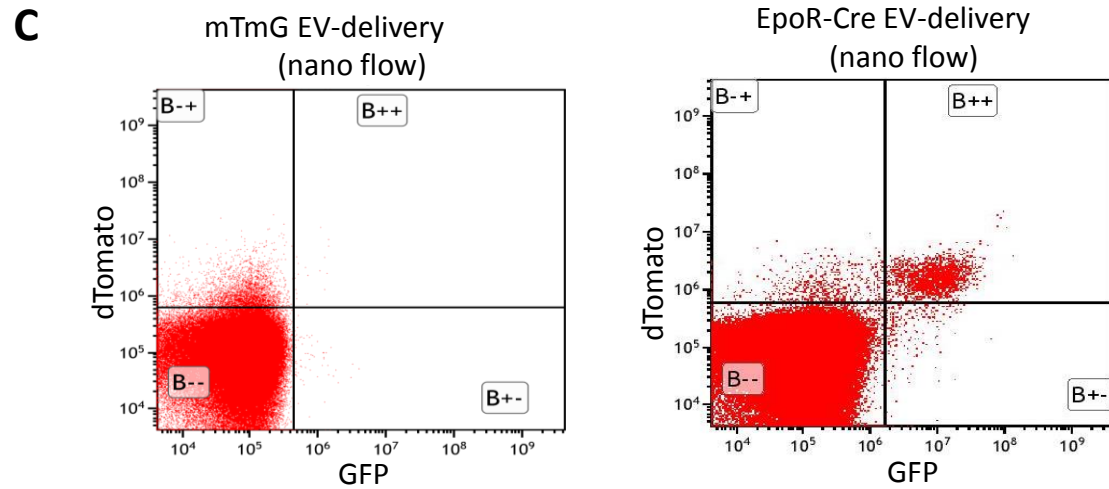 C
mTmG EV-delivery
(nano flow)
EpoR-Cre EV-delivery
(nano flow)
B-+
B++
10⁹
10⁸
10⁷
10⁶
10⁵
10⁴
dTomato
B--
B+-
10⁴ 10⁵ 10⁶ 10⁷ 10⁸ 10⁹
GFP
B-+
B++
10⁹
10⁸
10⁷
10⁶
10⁵
10⁴
dTomato
B--
B+-
10⁴ 10⁵ 10⁶ 10⁷ 10⁸ 10⁹
GFP